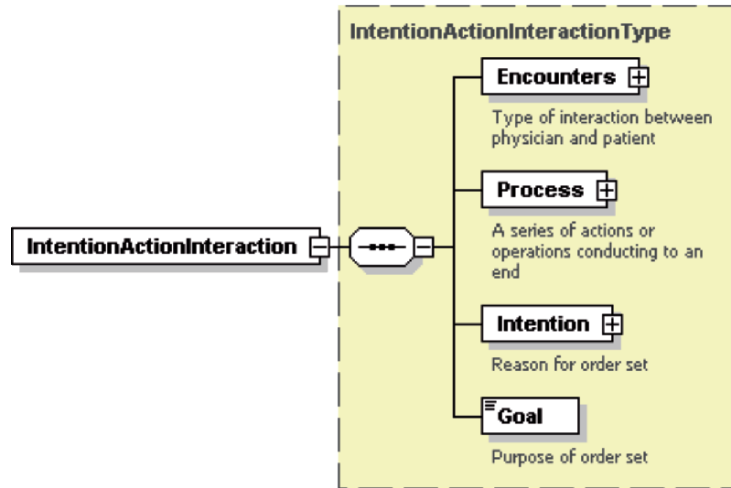 IntentionActionInteractionType
Encounters
Type of interaction between
physician and patient
Process
A series of actions or
operations conducting to an
end
IntentionActionInteraction
Intention
Reason for order set
Goal
Purpose of order set